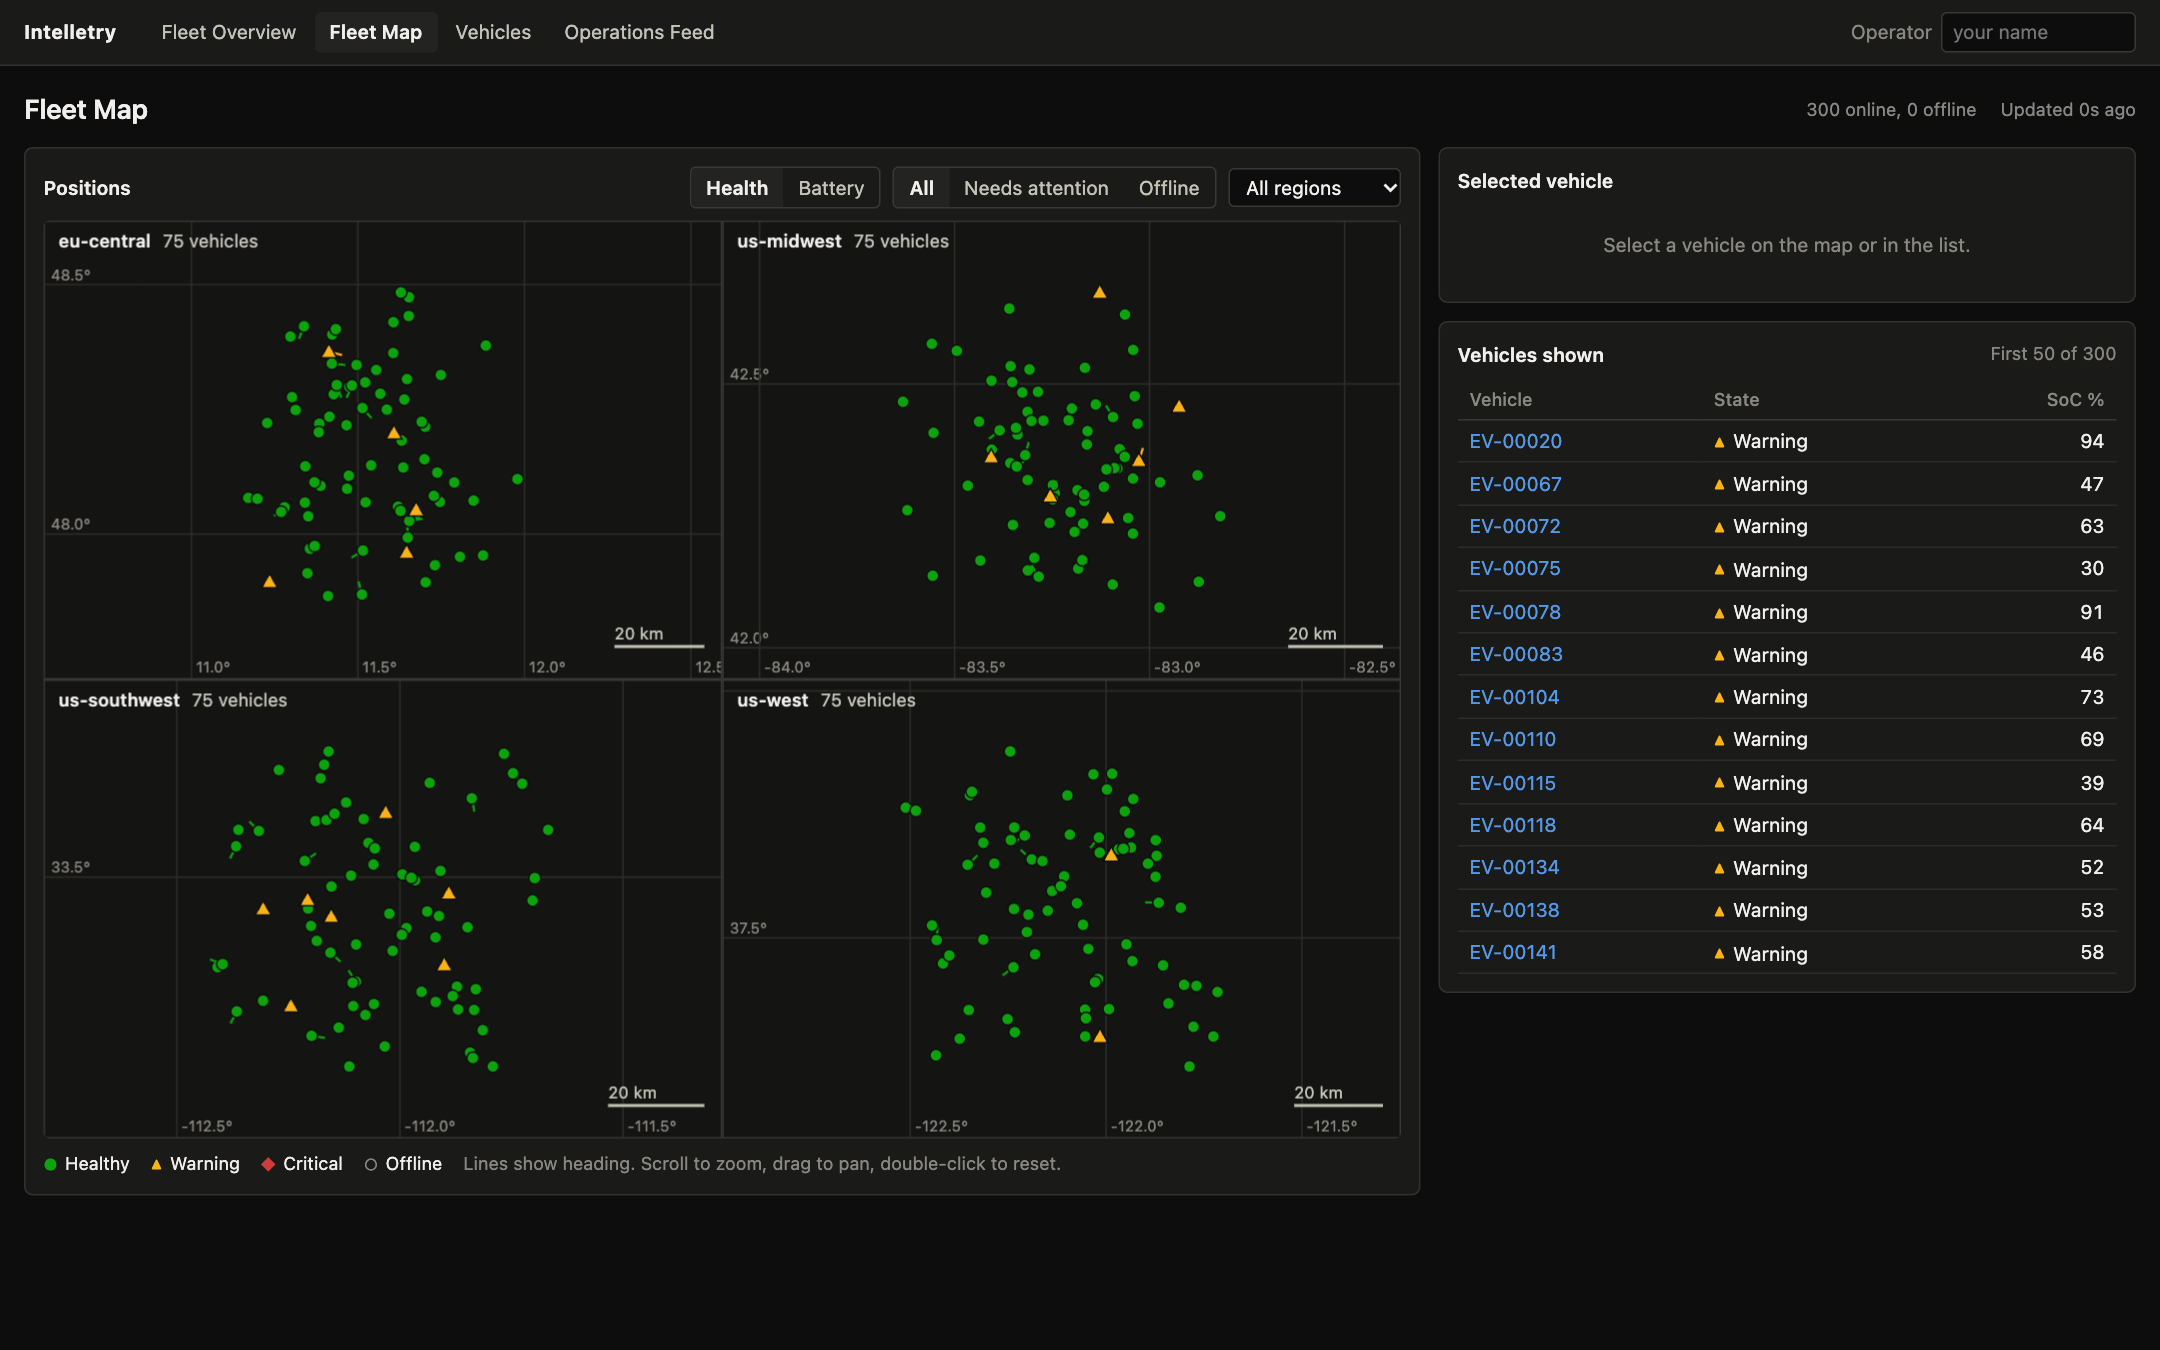 Intelletry Fleet Overview Fleet Map Vehicles Operations Feed Operator your name
Fleet Map 300 online, 0 offline Updated 0s ago
Positions Health Battery All Needs attention Offline All regions
eu-central 75 vehicles
48.5°
48.0°
20 km
11.0° 11.5° 12.0° 12.5
us-midwest 75 vehicles
42.5°
42.0°
20 km
-84.0° -83.5° -83.0° -82.5°
us-southwest 75 vehicles
33.5°
20 km
-112.5° -112.0° -111.5°
us-west 75 vehicles
37.5°
20 km
-122.5° -122.0° -121.5°
Healthy Warning Critical Offline Lines show heading. Scroll to zoom, drag to pan, double-click to reset.
Selected vehicle
Select a vehicle on the map or in the list.
Vehicles shown First 50 of 300
Vehicle State SoC %
EV-00020 Warning 94
EV-00067 Warning 47
EV-00072 Warning 63
EV-00075 Warning 30
EV-00078 Warning 91
EV-00083 Warning 46
EV-00104 Warning 73
EV-00110 Warning 69
EV-00115 Warning 39
EV-00118 Warning 64
EV-00134 Warning 52
EV-00138 Warning 53
EV-00141 Warning 58